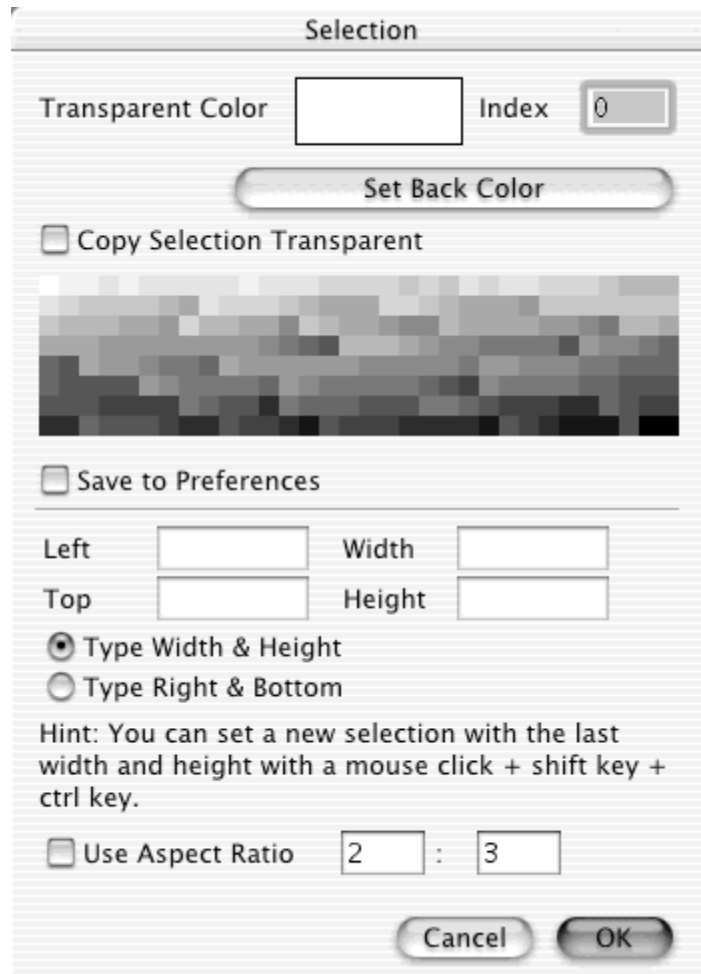 Selection
Transparent Color Index 0
Set Back Color
Copy Selection Transparent
Save to Preferences
Left Width
Top Height
Type Width & Height
Type Right & Bottom
Hint: You can set a new selection with the last
width and height with a mouse click + shift key +
ctrl key.
Use Aspect Ratio 2 : 3
Cancel OK